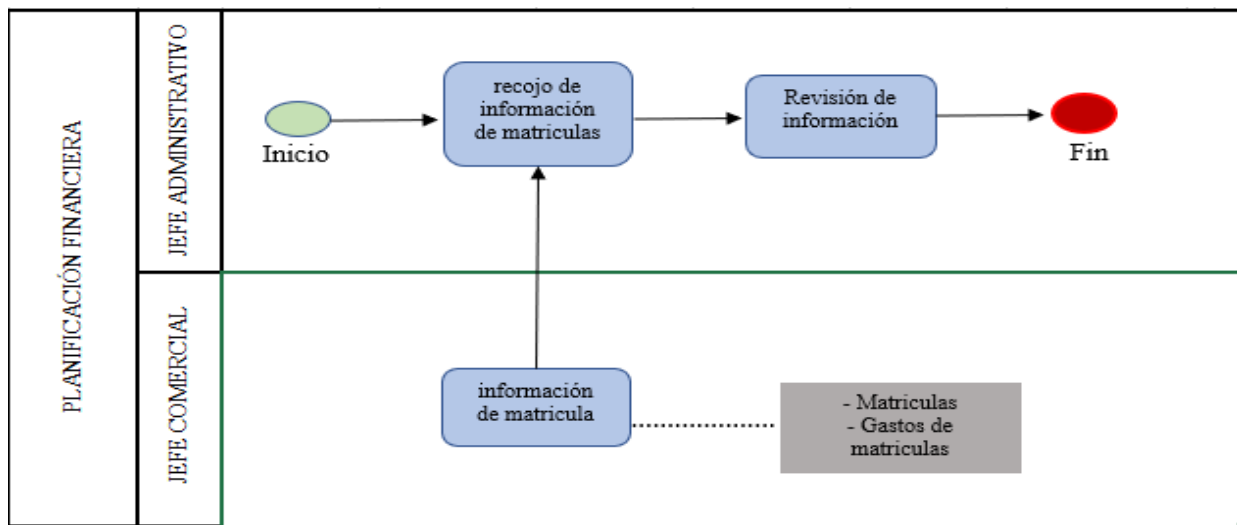 PLANIFICACIÓN FINANCIERA
JEFE ADMINISTRATIVO
Inicio
recojo de
información
de matriculas
Revisión de
información
Fin
JEFE COMERCIAL
información
de matricula
- Matriculas
- Gastos de
matriculas